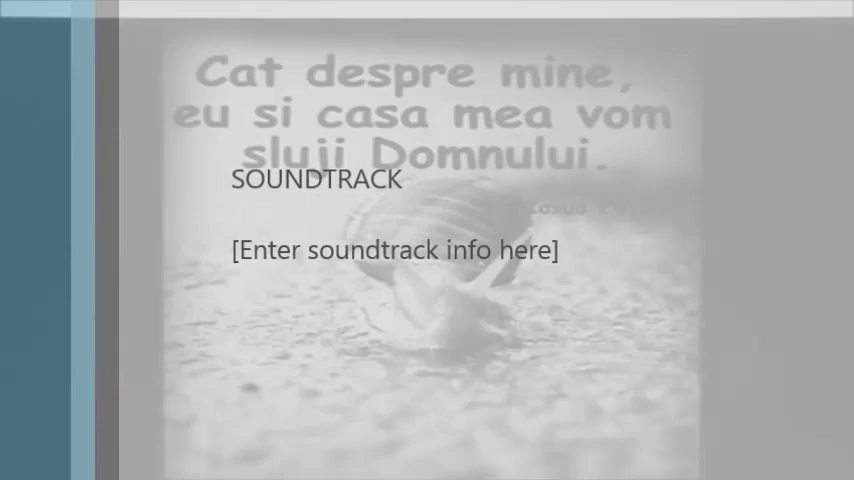 Cat despre mine,
eu si casa mea vom
sluji Domnului.
SOUNDTRACK
[Enter soundtrack info here]